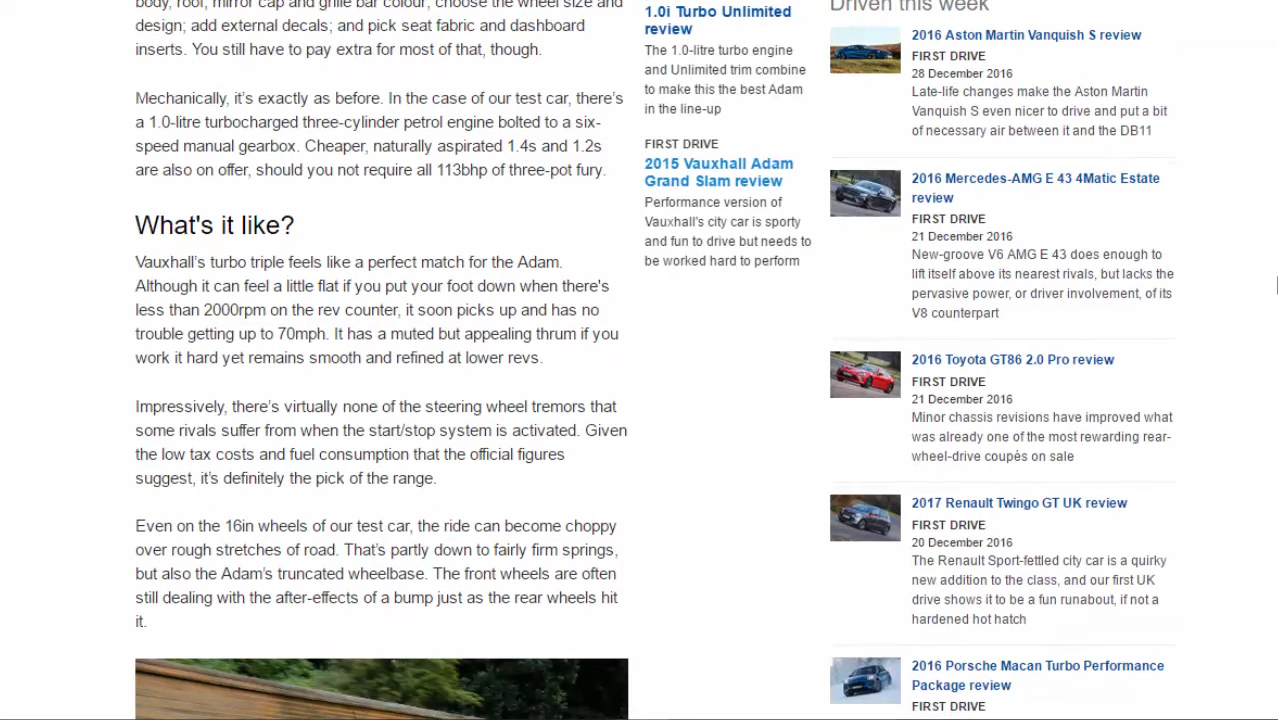 body, roof, mirror cap and grille bar colour; choose the wheel size and
design; add external decals; and pick seat fabric and dashboard
inserts. You still have to pay extra for most of that, though.
Mechanically, it's exactly as before. In the case of our test car, there's
a 1.0-litre turbocharged three-cylinder petrol engine bolted to a six-
speed manual gearbox. Cheaper, naturally aspirated 1.4s and 1.2s
are also on offer, should you not require all 113bhp of three-pot fury.
What's it like?
Vauxhall's turbo triple feels like a perfect match for the Adam.
Although it can feel a little flat if you put your foot down when there's
less than 2000rpm on the rev counter, it soon picks up and has no
trouble getting up to 70mph. It has a muted but appealing thrum if you
work it hard yet remains smooth and refined at lower revs.
Impressively, there's virtually none of the steering wheel tremors that
some rivals suffer from when the start/stop system is activated. Given
the low tax costs and fuel consumption that the official figures
suggest, it's definitely the pick of the range.
Even on the 16in wheels of our test car, the ride can become choppy
over rough stretches of road. That's partly down to fairly firm springs,
but also the Adam's truncated wheelbase. The front wheels are often
still dealing with the after-effects of a bump just as the rear wheels hit
it.
1.0i Turbo Unlimited
review
The 1.0-litre turbo engine
and Unlimited trim combine
to make this the best Adam
in the line-up
FIRST DRIVE
2015 Vauxhall Adam
Grand Slam review
Performance version of
Vauxhall's city car is sporty
and fun to drive but needs to
be worked hard to perform
Driven this week
2016 Aston Martin Vanquish S review
FIRST DRIVE
28 December 2016
Late-life changes make the Aston Martin
Vanquish S even nicer to drive and put a bit
of necessary air between it and the DB11
2016 Mercedes-AMG E 43 4Matic Estate
review
FIRST DRIVE
21 December 2016
New-groove V6 AMG E 43 does enough to
lift itself above its nearest rivals, but lacks the
pervasive power, or driver involvement, of its
V8 counterpart
2016 Toyota GT86 2.0 Pro review
FIRST DRIVE
21 December 2016
Minor chassis revisions have improved what
was already one of the most rewarding rear-
wheel-drive coupés on sale
2017 Renault Twingo GT UK review
FIRST DRIVE
20 December 2016
The Renault Sport-fettled city car is a quirky
new addition to the class, and our first UK
drive shows it to be a fun runabout, if not a
hardened hot hatch
2016 Porsche Macan Turbo Performance
Package review
FIRST DRIVE